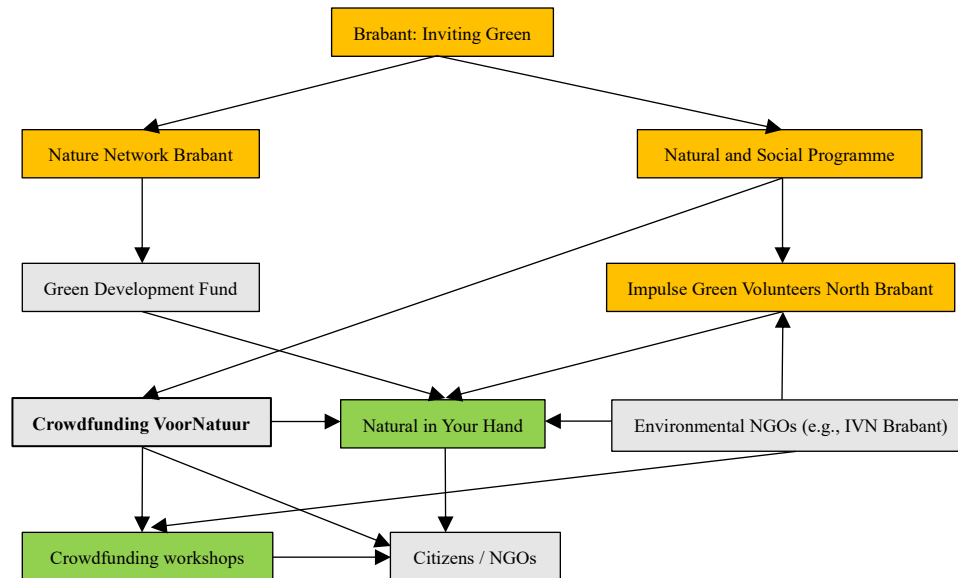 Brabant: Inviting Green
Nature Network Brabant
Natural and Social Programme
Green Development Fund
Impulse Green Volunteers North Brabant
Crowdfunding VoorNatuur
Natural in Your Hand
Environmental NGOs (e.g., IVN Brabant)
Crowdfunding workshops
Citizens / NGOs